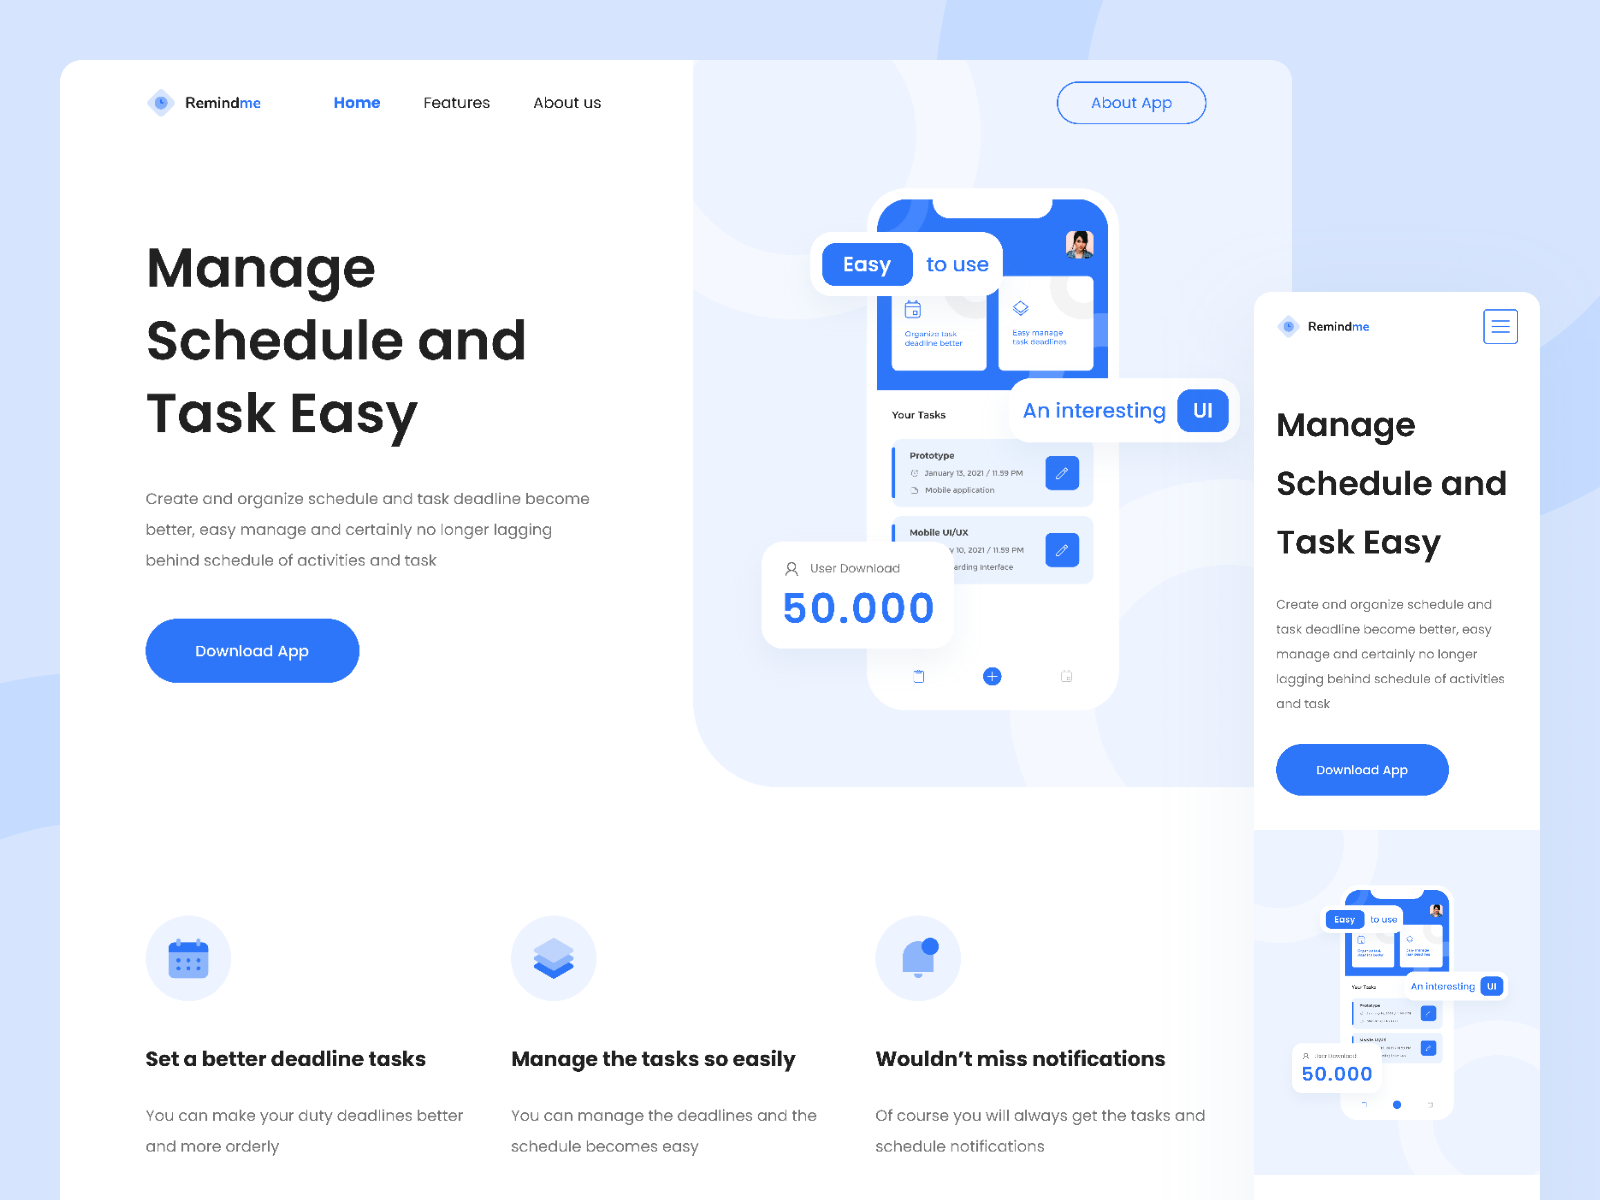 Remindme
Home
Features
About us
About App
Manage
Schedule and
Task Easy
Create and organize schedule and task deadline become
better, easy manage and certainly no longer lagging
behind schedule of activities and task
Download App
Easy to use
Organize task
deadline better
Easy manage
task deadlines
An interesting UI
Your Tasks
Prototype
January 13, 2021 / 11.59 PM
Mobile application
Mobile UI/UX
10, 2021 / 11.59 PM
Interface
User Download
50.000
Set a better deadline tasks
You can make your duty deadlines better
and more orderly
Manage the tasks so easily
You can manage the deadlines and the
schedule becomes easy
Wouldn’t miss notifications
Of course you will always get the tasks and
schedule notifications
Remindme
Manage
Schedule and
Task Easy
Create and organize schedule and
task deadline become better, easy
manage and certainly no longer
lagging behind schedule of activities
and task
Download App
Easy to use
An interesting UI
Your Tasks
Prototype
User Download
50.000